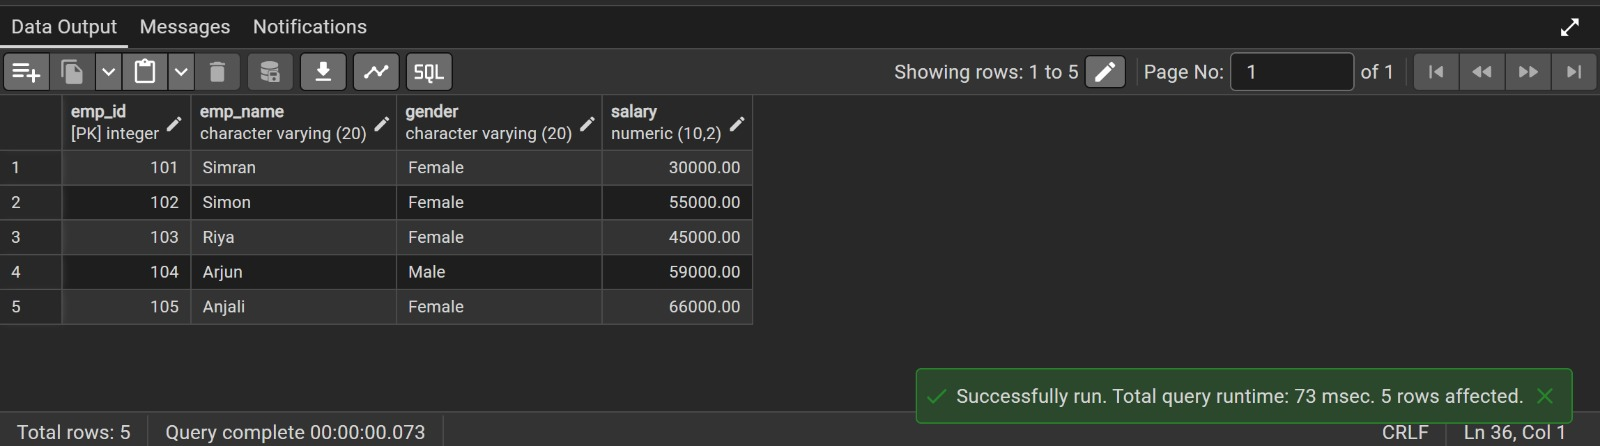 Data Output Messages Notifications
SQL Showing rows: 1 to 5 Page No: 1 of 1
emp_id emp_name gender salary
[PK] integer character varying (20) character varying (20) numeric (10,2)
1 101 Simran Female 30000.00
2 102 Simon Female 55000.00
3 103 Riya Female 45000.00
4 104 Arjun Male 59000.00
5 105 Anjali Female 66000.00
Successfully run. Total query runtime: 73 msec. 5 rows affected.
Total rows: 5 Query complete 00:00:00.073 CRLF Ln 36, Col 1